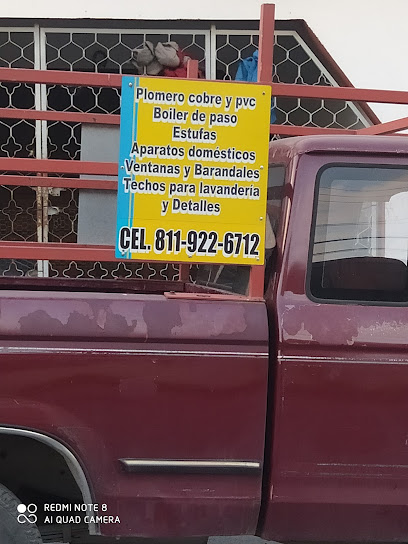 Plomero cobre y pvc
Boiler de paso
Estufas
Aparatos domésticos
Ventanas y Barandales
Techos para lavandería
y Detalles
CEL. 811-922-6712
REDMI NOTE 8
AI QUAD CAMERA